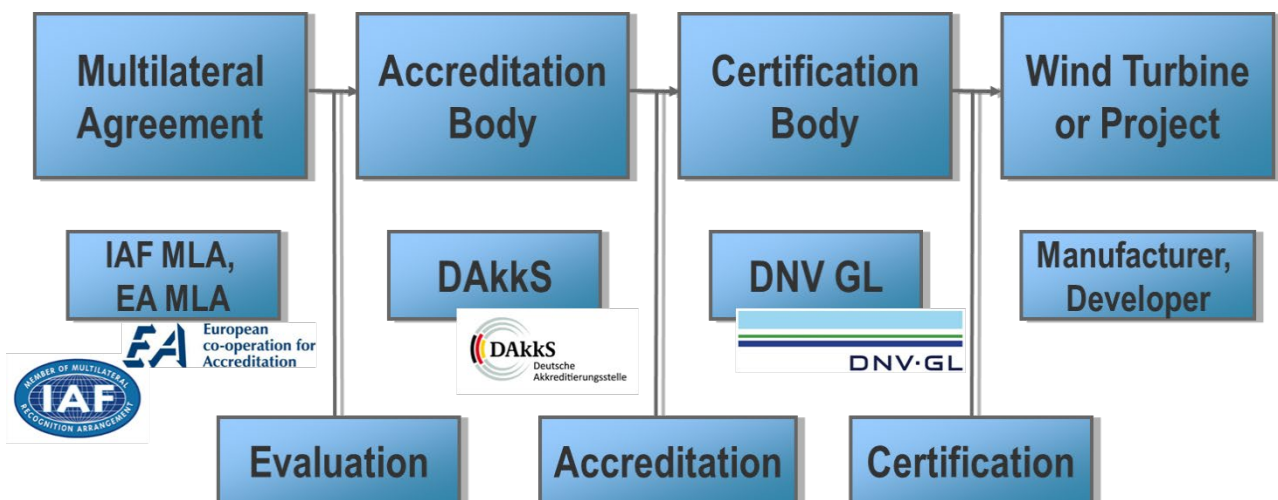 Multilateral
Agreement
Accreditation
Body
Certification
Body
Wind Turbine
or Project
IAF MLA,
EA MLA
DAkkS
DNV GL
Manufacturer,
Developer
EA European
co-operation for
Accreditation
MEMBER OF MULTILATERAL
IAF
RECOGNITION ARRANGEMENT
DAkkS
Deutsche
Akkreditierungsstelle
DNV·GL
Evaluation
Accreditation
Certification